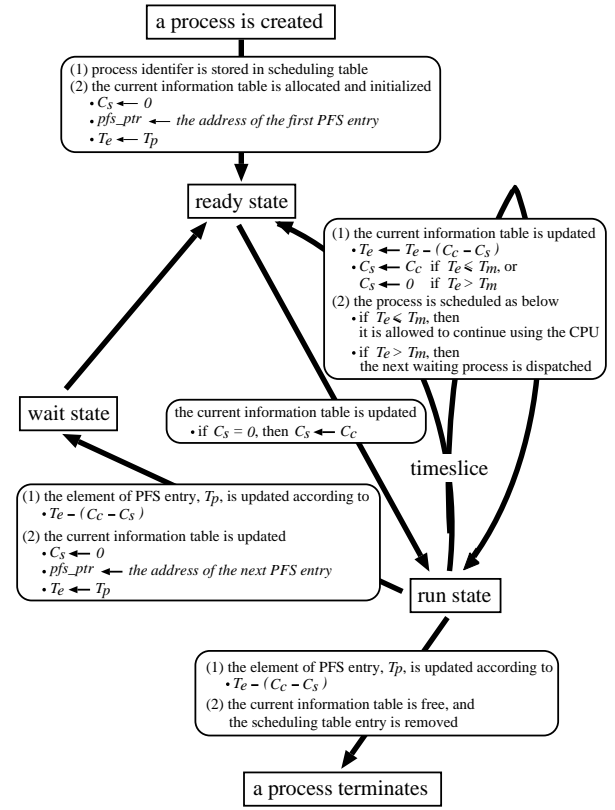 a process is created
(1) process identifer is stored in scheduling table
(2) the current information table is allocated and initialized
• Cs ← 0
• pfs_ptr ← the address of the first PFS entry
• Te ← Tp
ready state
(1) the current information table is updated
• Te ← Te − (Cc − Cs)
• Cs ← Cc if Te ⩽ Tm, or
Cs ← 0 if Te > Tm
(2) the process is scheduled as below
• if Te ⩽ Tm, then
it is allowed to continue using the CPU
• if Te > Tm, then
the next waiting process is dispatched
wait state
the current information table is updated
• if Cs = 0, then Cs ← Cc
timeslice
(1) the element of PFS entry, Tp, is updated according to
• Te − (Cc − Cs)
(2) the current information table is updated
• Cs ← 0
• pfs_ptr ← the address of the next PFS entry
• Te ← Tp
run state
(1) the element of PFS entry, Tp, is updated according to
• Te − (Cc − Cs)
(2) the current information table is free, and
the scheduling table entry is removed
a process terminates